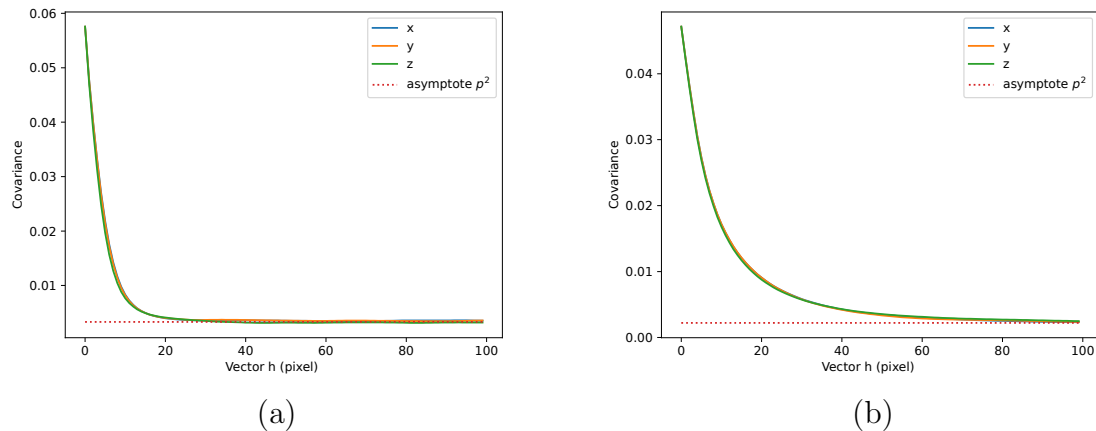 0.06
0.05
0.04
0.03
0.02
0.01
Covariance
0 20 40 60 80 100
Vector h (pixel)
x
y
z
asymptote p²
(a)
0.04
0.03
0.02
0.01
0.00
Covariance
0 20 40 60 80 100
Vector h (pixel)
x
y
z
asymptote p²
(b)